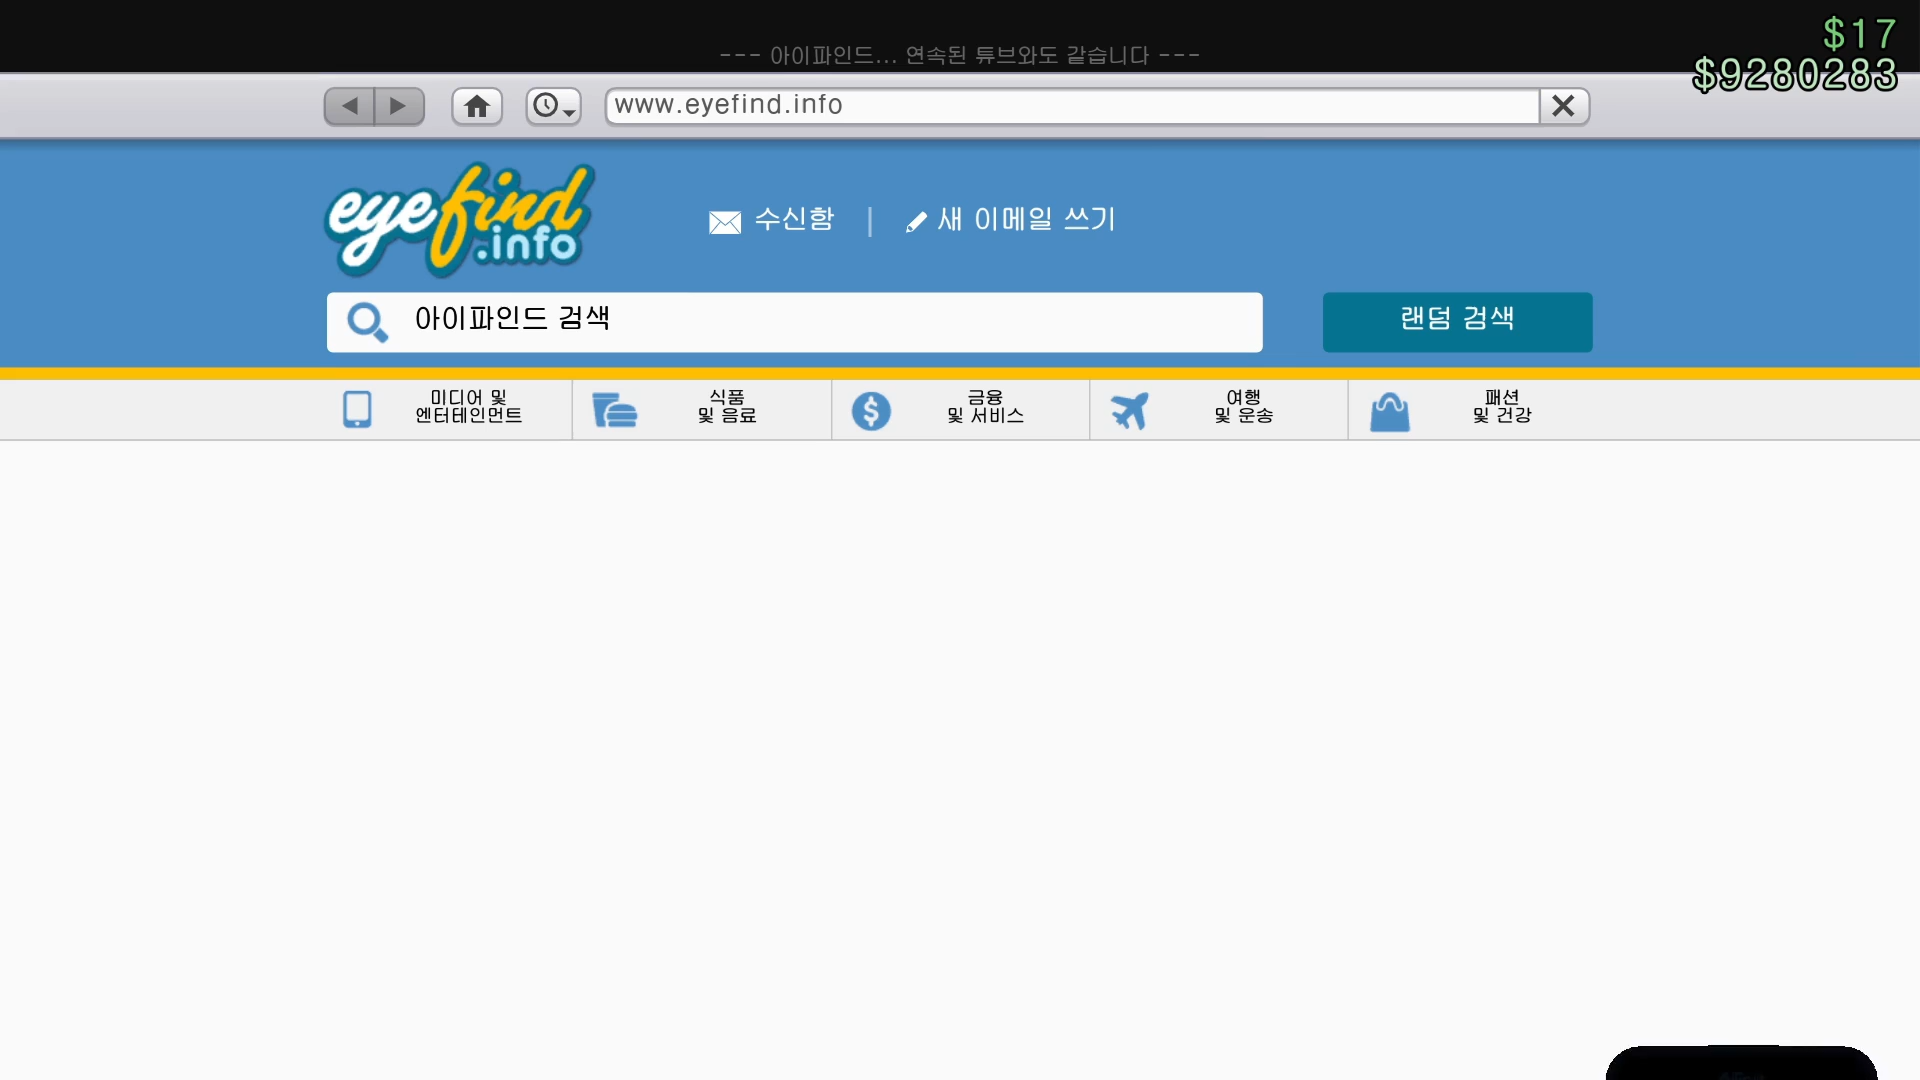 $17
--- 아이파인드... 연속된 튜브와도 같습니다 ---
$9280283
www.eyefind.info
eyefind
.info
수신함 | 새 이메일 쓰기
아이파인드 검색
랜덤 검색
미디어 및
엔터테인먼트
식품
및 음료
금융
및 서비스
여행
및 운송
패션
및 건강